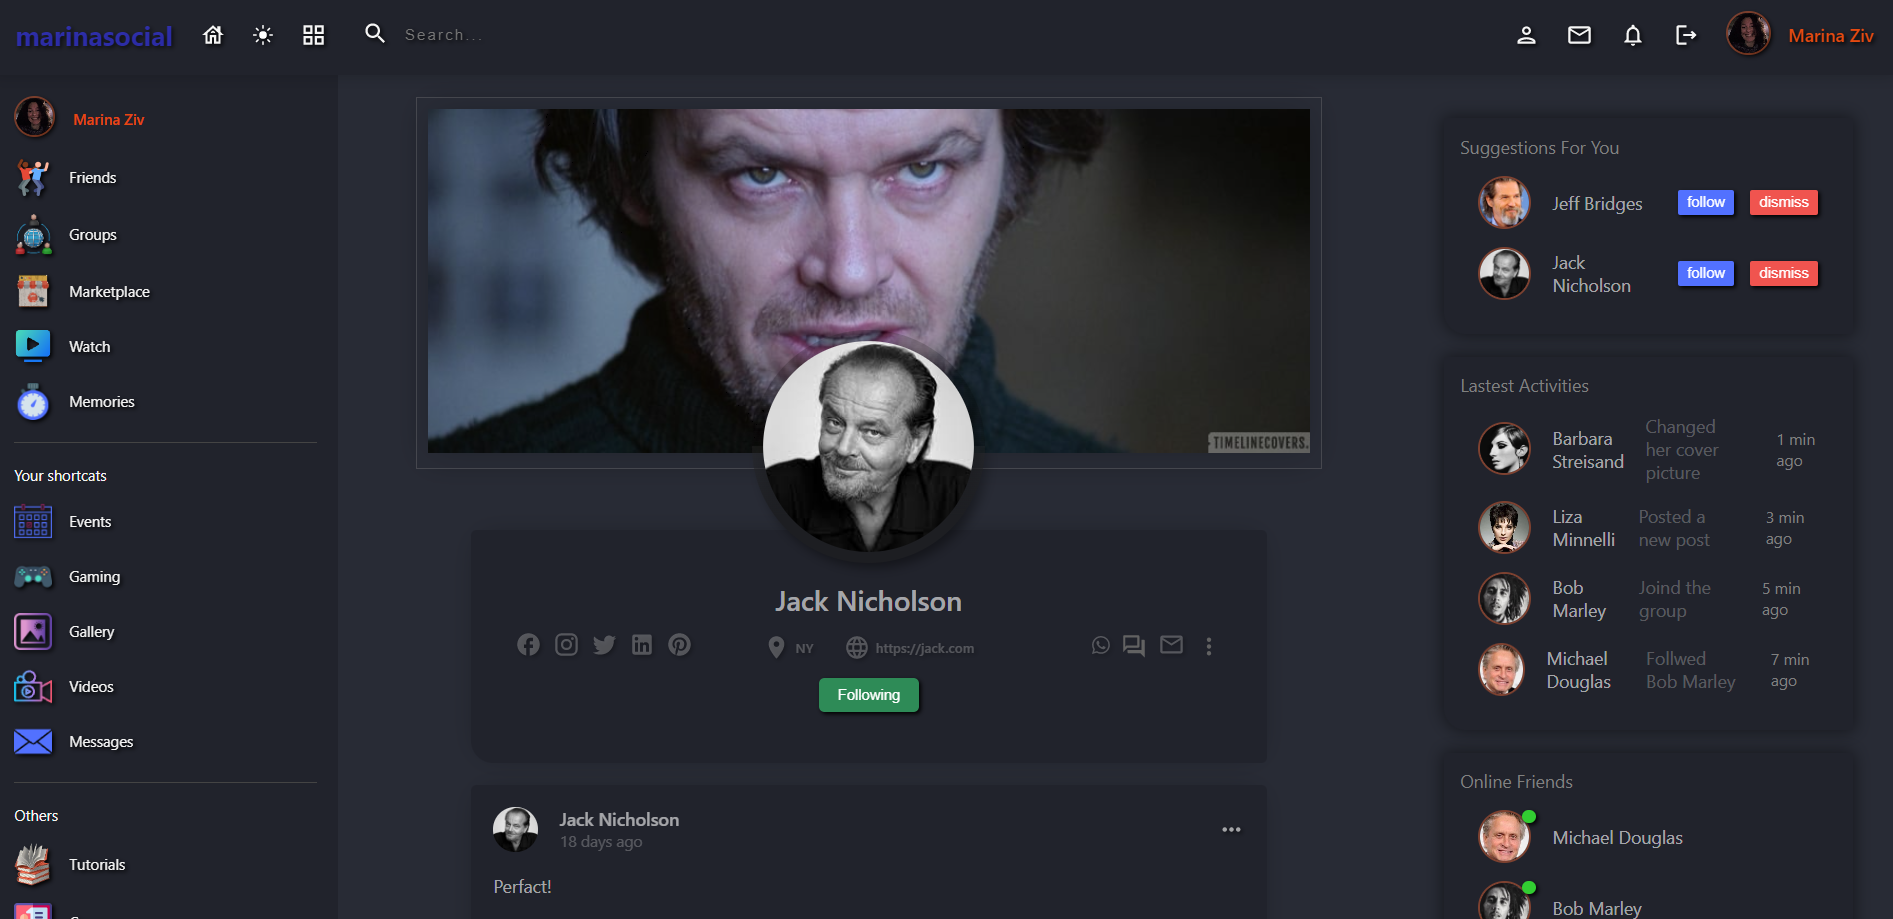 marinasocial
Search...
Marina Ziv
Marina Ziv
Friends
Groups
Marketplace
Watch
Memories
Your shortcats
Events
Gaming
Gallery
Videos
Messages
Others
Tutorials
TIMELINECOVERS.
Jack Nicholson
NY
https://jack.com
Following
Jack Nicholson
18 days ago
Perfact!
Suggestions For You
Jeff Bridges
follow
dismiss
Jack
Nicholson
follow
dismiss
Lastest Activities
Barbara
Streisand
Changed
her cover
picture
1 min
ago
Liza
Minnelli
Posted a
new post
3 min
ago
Bob
Marley
Joind the
group
5 min
ago
Michael
Douglas
Follwed
Bob Marley
7 min
ago
Online Friends
Michael Douglas
Bob Marley